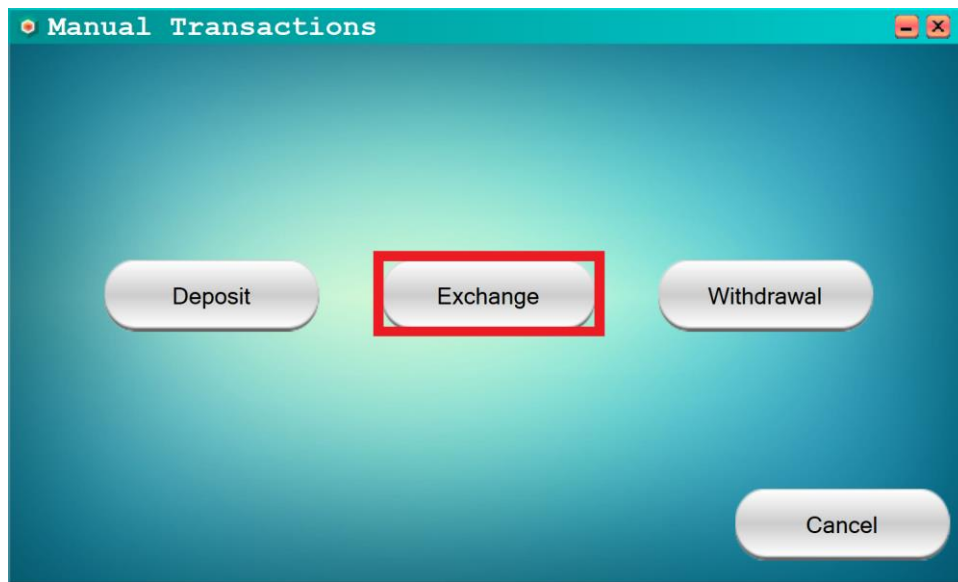 Manual Transactions
Deposit
Exchange
Withdrawal
Cancel